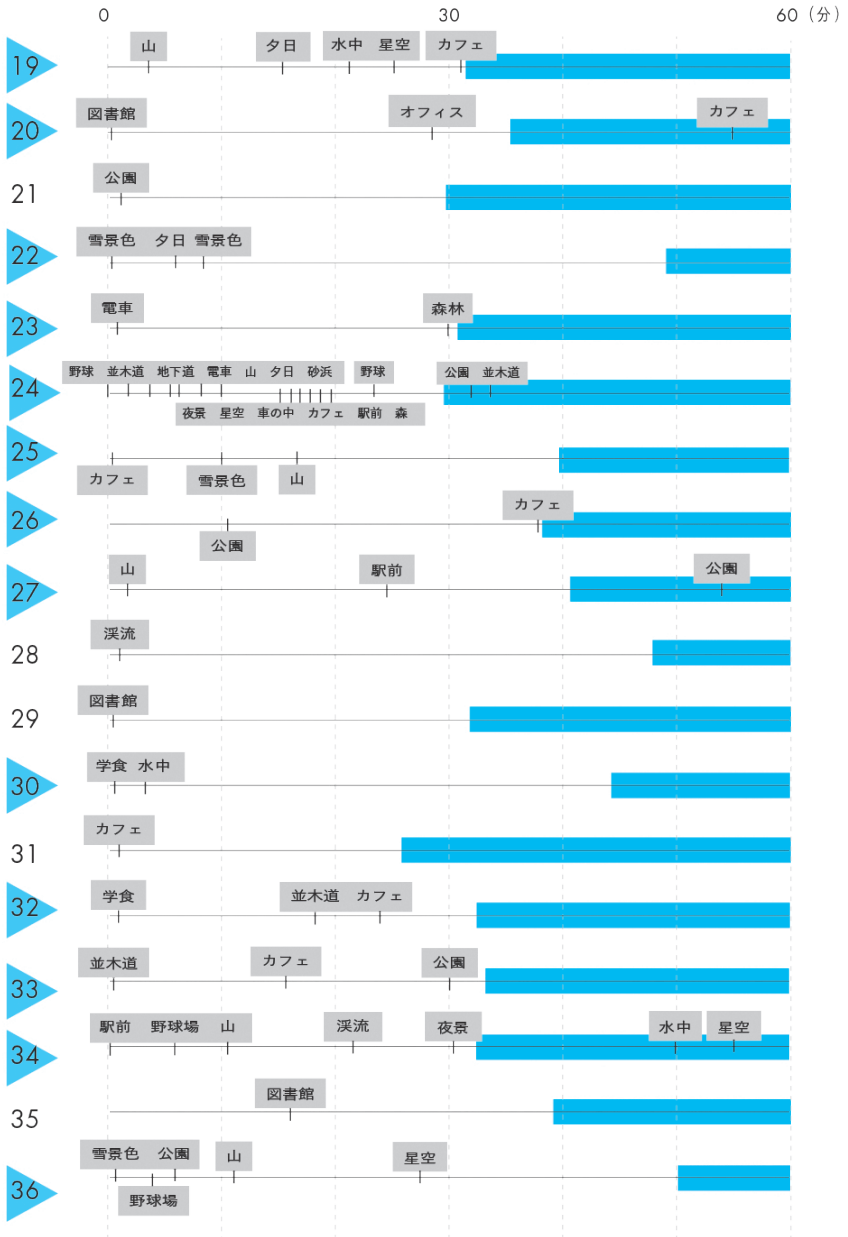 0 30 60 (分)
19 山 夕日 水中 星空 カフェ
20 図書館 オフィス カフェ
21 公園
22 雪景色 夕日 雪景色
23 電車 森林
24 野球 並木道 地下道 電車 山 夕日 砂浜 野球 公園 並木道
夜景 星空 車の中 カフェ 駅前 森
25 カフェ 雪景色 山
26 カフェ
公園
27 山 駅前 公園
28 渓流
29 図書館
30 学食 水中
31 カフェ
32 学食 並木道 カフェ
33 並木道 カフェ 公園
34 駅前 野球場 山 渓流 夜景 水中 星空
35 図書館
36 雪景色 公園 山 星空
野球場